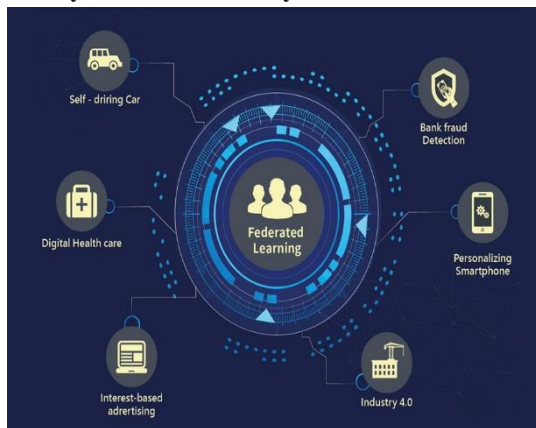 Self - driring Car
Bank fraud
Detection
Federated
Learning
Digital Health care
Personalizing
Smartphone
Interest-based
adrertising
Industry 4.0